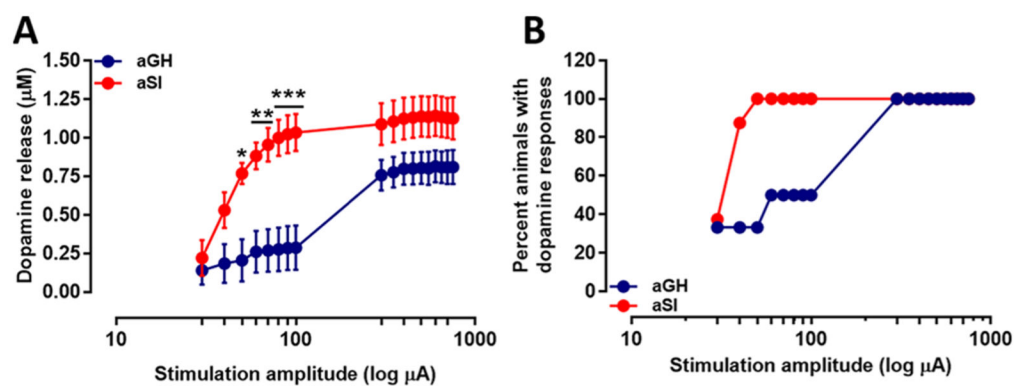 A
aGH
aSI
1.50
1.25
1.00
0.75
0.50
0.25
0.00
Dopamine release (μM)
*
**
***
10
100
1000
Stimulation amplitude (log μA)
B
120
100
80
60
40
20
0
Percent animals with
dopamine responses
aGH
aSI
10
100
1000
Stimulation amplitude (log μA)